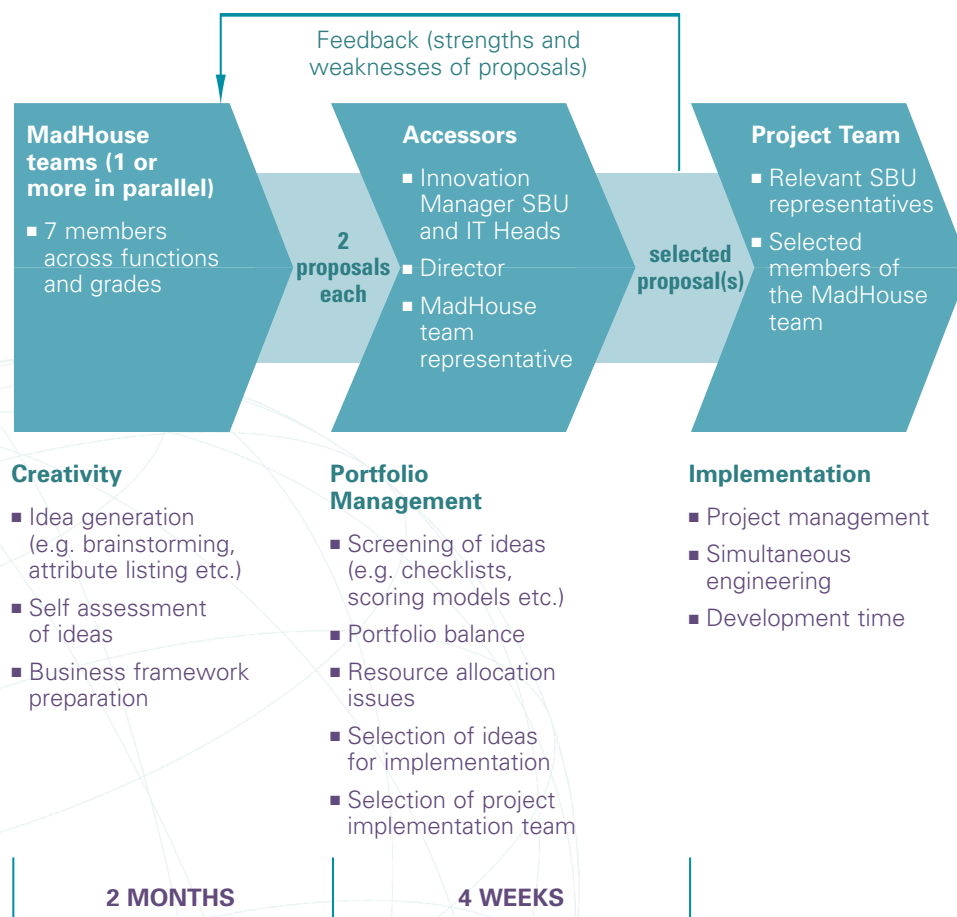 Feedback (strengths and
weaknesses of proposals)
MadHouse
teams (1 or
more in parallel)
■ 7 members
across functions
and grades
2
proposals
each
Accessors
■ Innovation
Manager SBU
and IT Heads
■ Director
■ MadHouse
team
representative
selected
proposal(s)
Project Team
■ Relevant SBU
representatives
■ Selected
members of
the MadHouse
team
Creativity
■ Idea generation
(e.g. brainstorming,
attribute listing etc.)
■ Self assessment
of ideas
■ Business framework
preparation
Portfolio
Management
■ Screening of ideas
(e.g. checklists,
scoring models etc.)
■ Portfolio balance
■ Resource allocation
issues
■ Selection of ideas
for implementation
■ Selection of project
implementation team
Implementation
■ Project management
■ Simultaneous
engineering
■ Development time
2 MONTHS
4 WEEKS